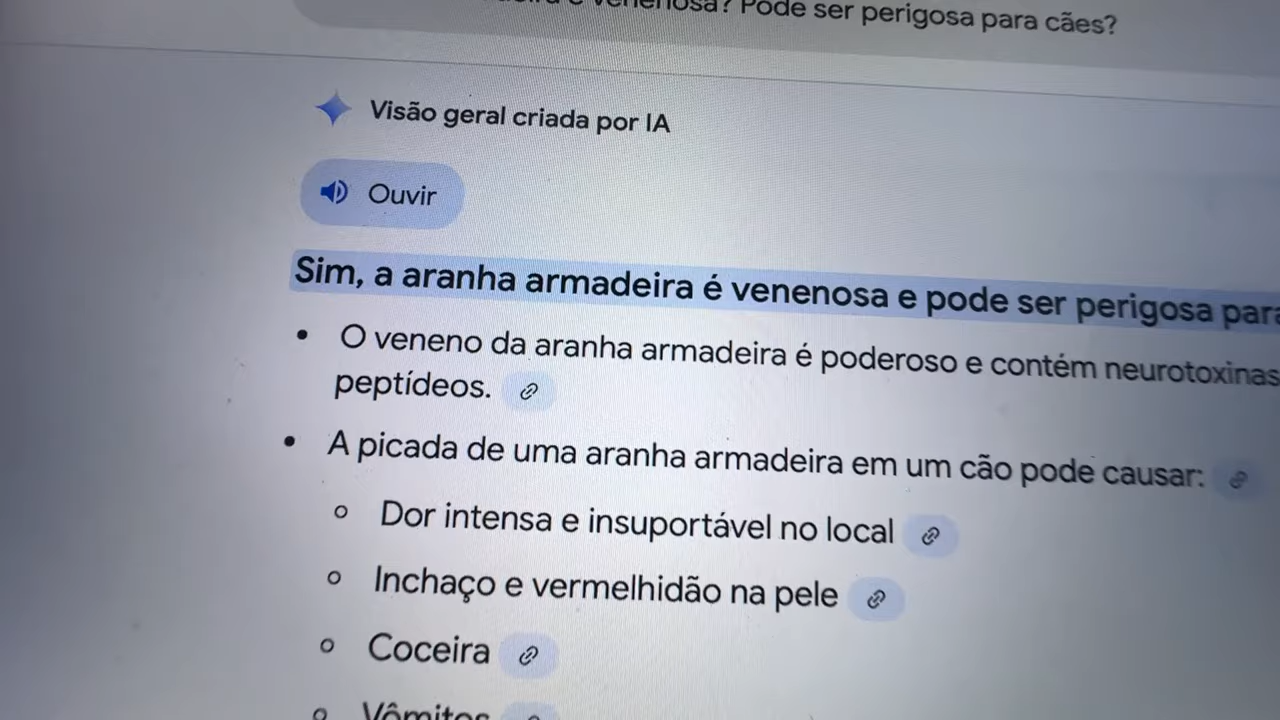 venenosa? Pode ser perigosa para cães?
Visão geral criada por IA
Ouvir
Sim, a aranha armadeira é venenosa e pode ser perigosa para
O veneno da aranha armadeira é poderoso e contém neurotoxinas
peptídeos.
A picada de uma aranha armadeira em um cão pode causar:
Dor intensa e insuportável no local
Inchaço e vermelhidão na pele
Coceira
Vômitos